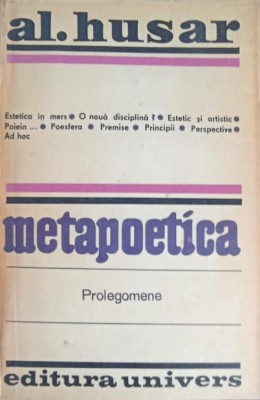 al.husar
Estetica în mers ● O nouă disciplină ? ● Estetic și artistic ●
Poiein ... ● Poesfera ● Premise ● Principii ● Perspective ●
Ad hoc
metapoetica
Prolegomene
editura univers